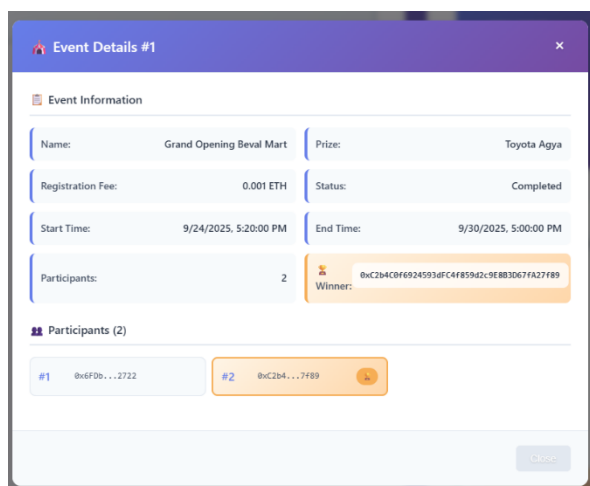 Event Details #1
×
Event Information
Name: Grand Opening Beval Mart
Prize: Toyota Agya
Registration Fee: 0.001 ETH
Status: Completed
Start Time: 9/24/2025, 5:20:00 PM
End Time: 9/30/2025, 5:00:00 PM
Participants: 2
Winner: 0xC2b4C0f6924593dFC4f859d2c9E8B3D67fA27f89
Participants (2)
#1 0x6FDb...2722
#2 0xC2b4...7f89
Close